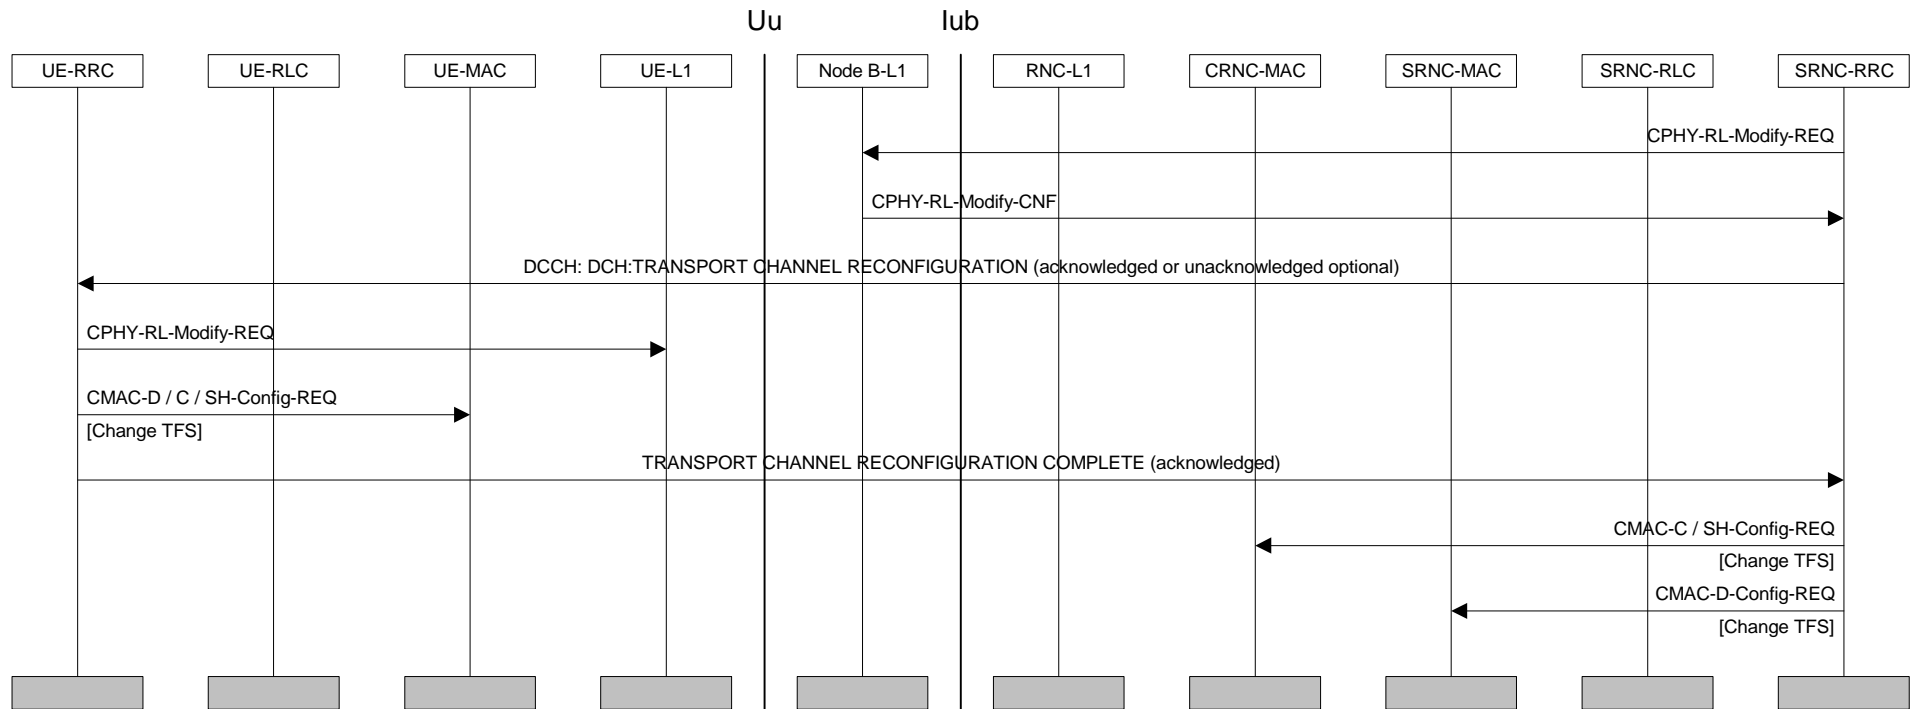 Uu Iub
UE-RRC UE-RLC UE-MAC UE-L1 Node B-L1 RNC-L1 CRNC-MAC SRNC-MAC SRNC-RLC SRNC-RRC
CPHY-RL-Modify-REQ
CPHY-RL-Modify-CNF
DCCH: DCH:TRANSPORT CHANNEL RECONFIGURATION (acknowledged or unacknowledged optional)
CPHY-RL-Modify-REQ
CMAC-D / C / SH-Config-REQ
[Change TFS]
TRANSPORT CHANNEL RECONFIGURATION COMPLETE (acknowledged)
CMAC-C / SH-Config-REQ
[Change TFS]
CMAC-D-Config-REQ
[Change TFS]